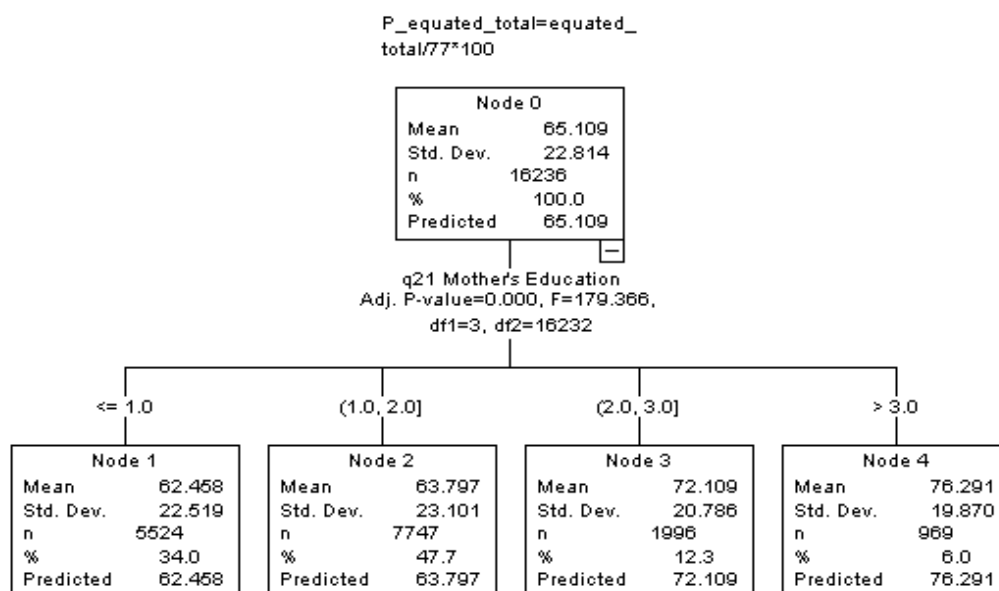 P_equated_total=equated_
total/77*100
Node 0
Mean 65.109
Std. Dev. 22.814
n 16236
% 100.0
Predicted 65.109
q21 Mother's Education
Adj. P-value=0.000, F=179.366,
df1=3, df2=16232
<= 1.0
(1.0, 2.0]
(2.0, 3.0]
> 3.0
Node 1
Mean 62.458
Std. Dev. 22.519
n 5524
% 34.0
Predicted 62.458
Node 2
Mean 63.797
Std. Dev. 23.101
n 7747
% 47.7
Predicted 63.797
Node 3
Mean 72.109
Std. Dev. 20.786
n 1996
% 12.3
Predicted 72.109
Node 4
Mean 76.291
Std. Dev. 19.870
n 969
% 6.0
Predicted 76.291